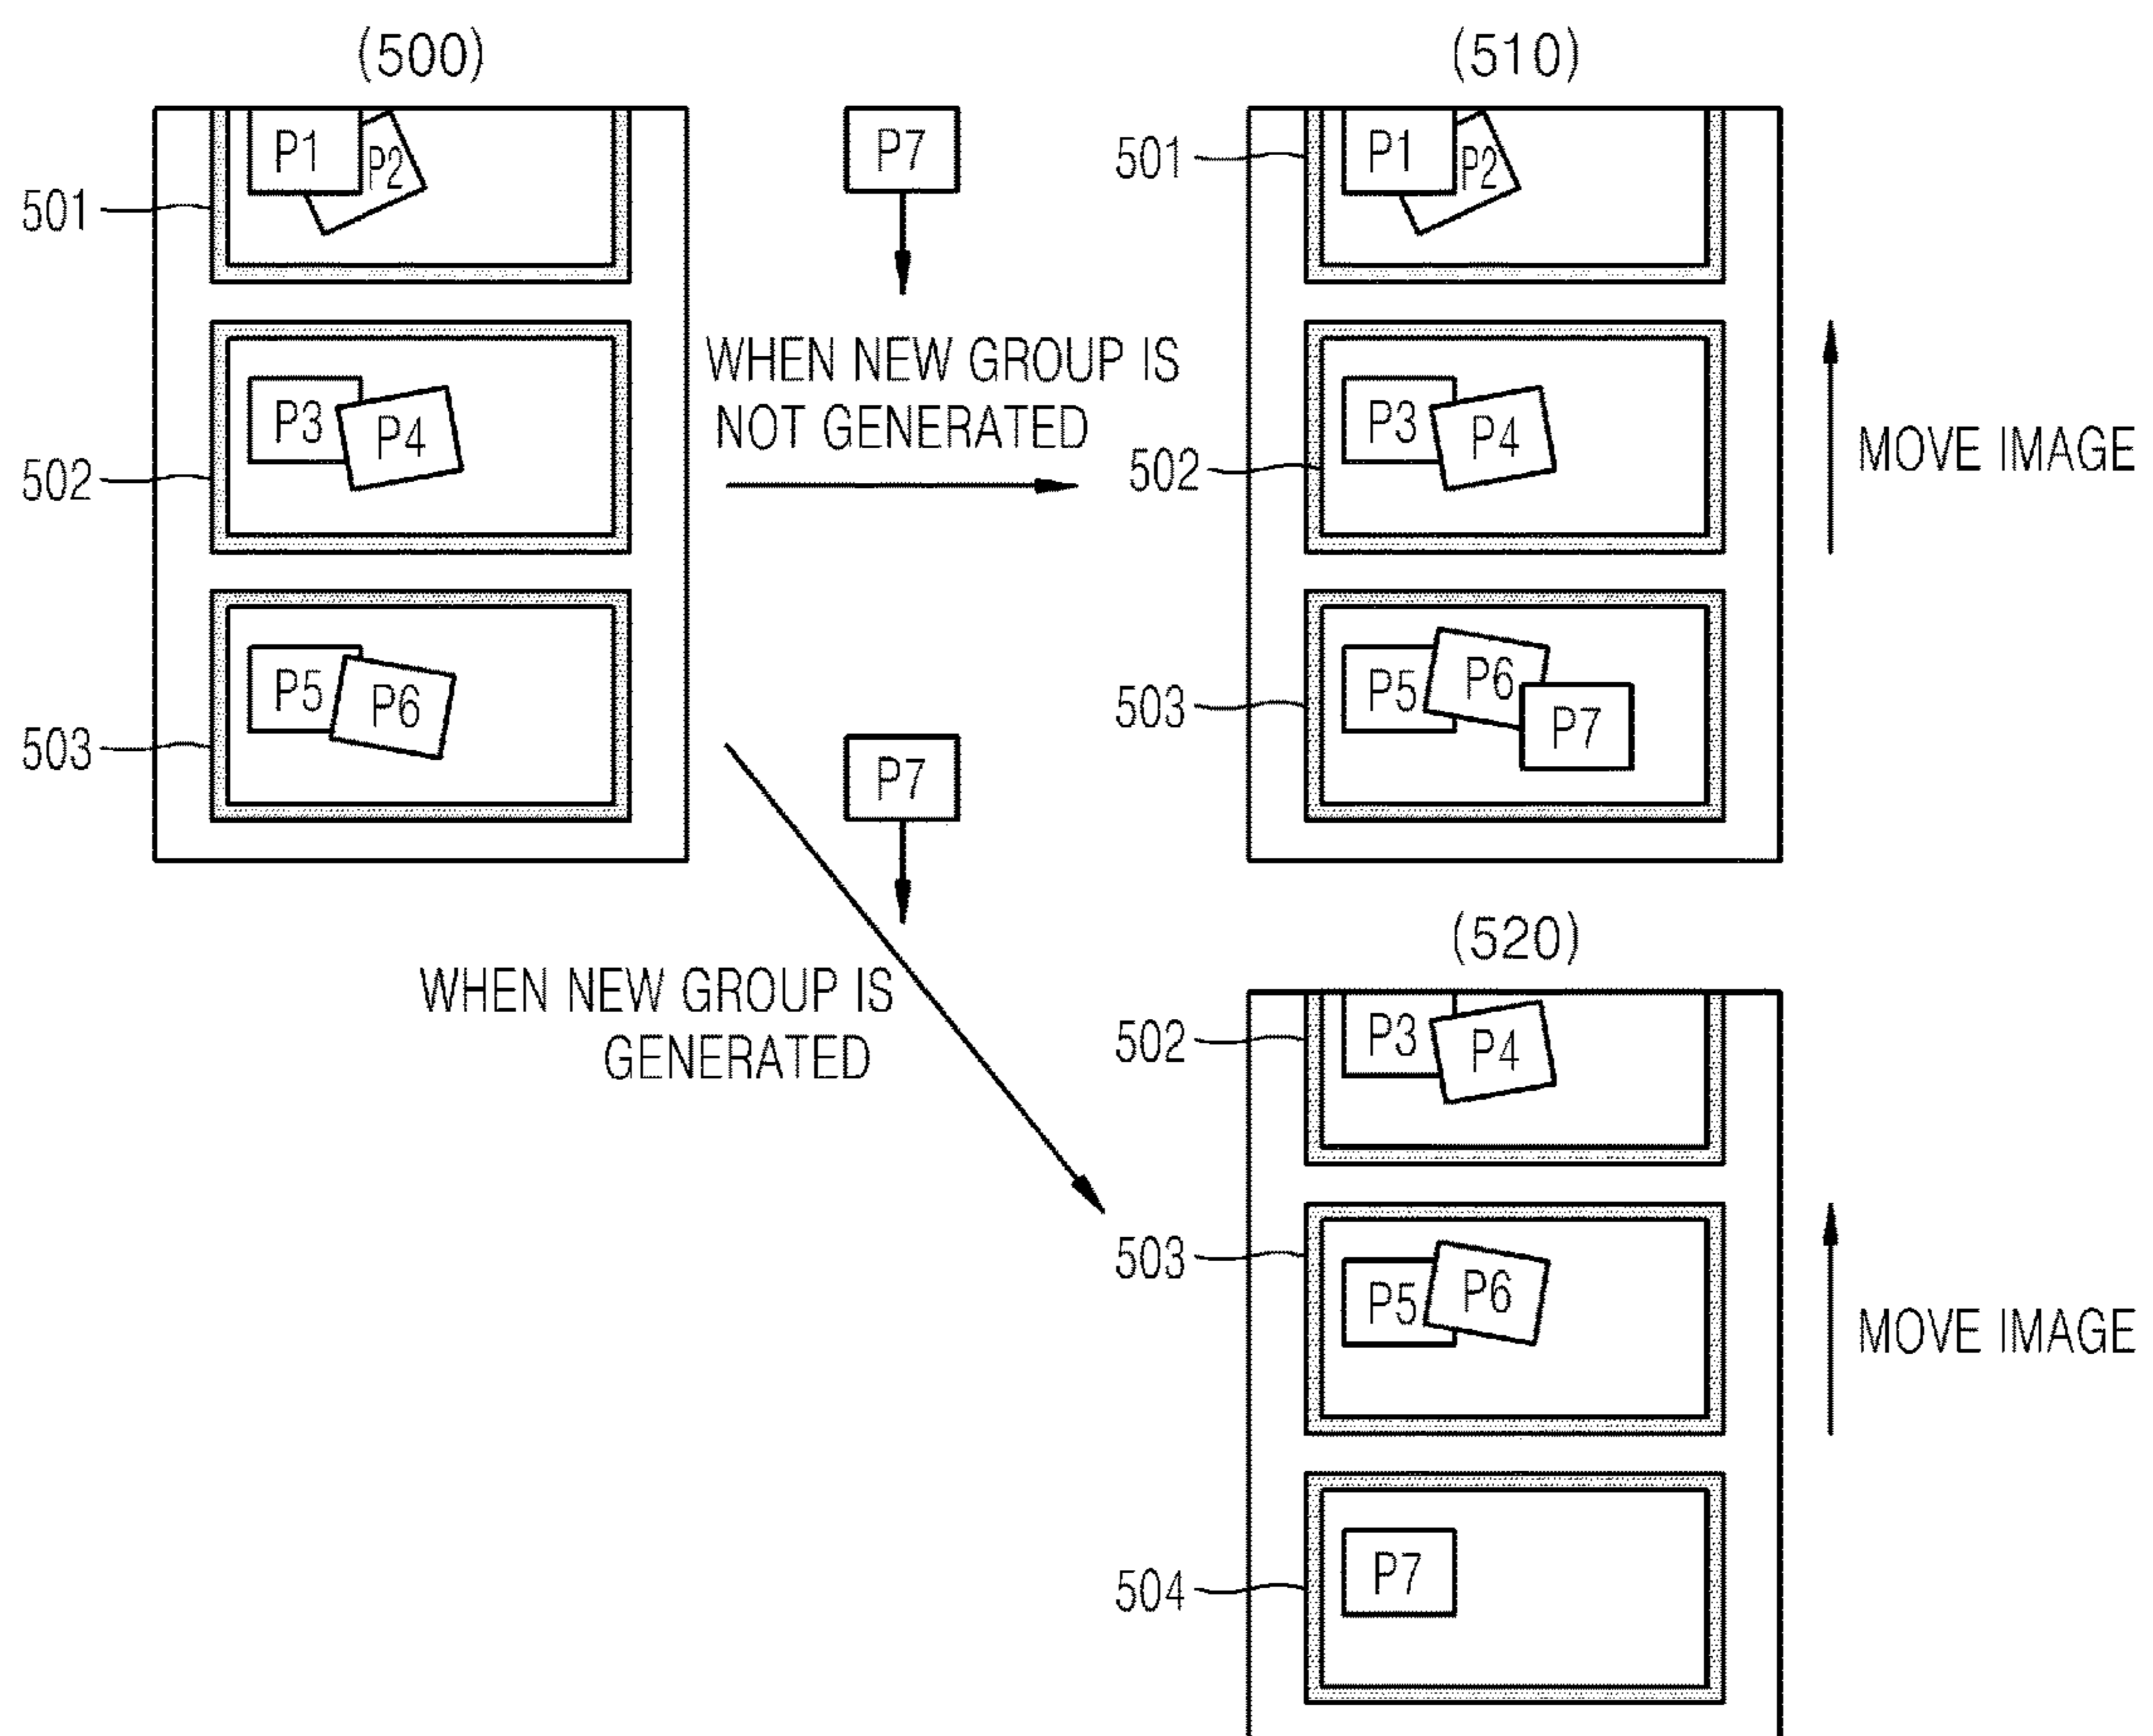 (500)
P1
P2
501
P3
P4
502
P5
P6
503
P7
WHEN NEW GROUP IS
NOT GENERATED
P7
WHEN NEW GROUP IS
GENERATED
(510)
P1
P2
501
P3
P4
502
MOVE IMAGE
P5
P6
P7
503
(520)
P3
P4
502
P5
P6
503
MOVE IMAGE
P7
504